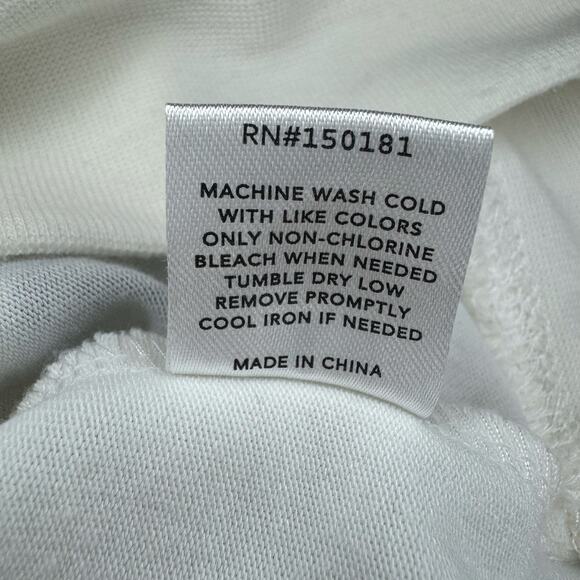 RN#150181
MACHINE WASH COLD
WITH LIKE COLORS
ONLY NON-CHLORINE
BLEACH WHEN NEEDED
TUMBLE DRY LOW
REMOVE PROMPTLY
COOL IRON IF NEEDED
MADE IN CHINA